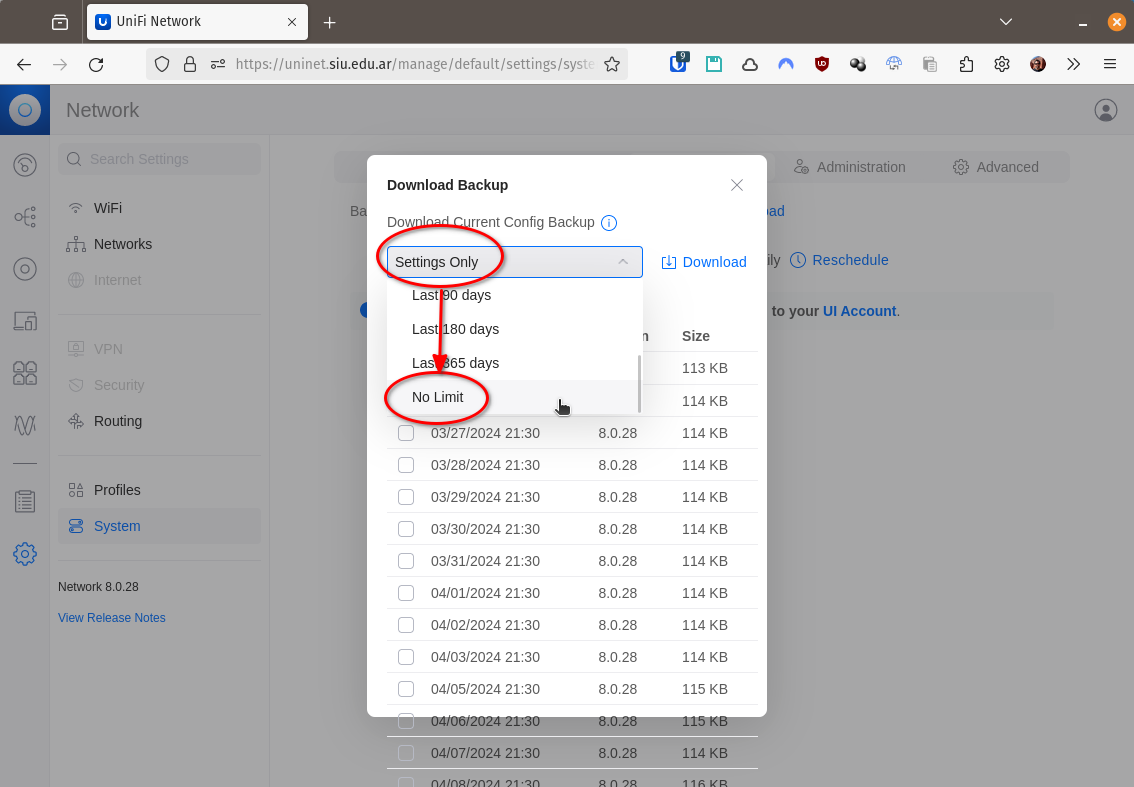 UniFi Network
https://uninet.siu.edu.ar/manage/default/settings/syste
9
Network
Search Settings
WiFi
Networks
Internet
VPN
Security
Routing
Profiles
System
Network 8.0.28
View Release Notes
Administration
Advanced
Reschedule
to your UI Account.
Download Backup
Download Current Config Backup
Settings Only
Download
Last 90 days
Last 180 days
Last 365 days
No Limit
Size
113 KB
114 KB
03/27/2024 21:30 8.0.28 114 KB
03/28/2024 21:30 8.0.28 114 KB
03/29/2024 21:30 8.0.28 114 KB
03/30/2024 21:30 8.0.28 114 KB
03/31/2024 21:30 8.0.28 114 KB
04/01/2024 21:30 8.0.28 114 KB
04/02/2024 21:30 8.0.28 114 KB
04/03/2024 21:30 8.0.28 114 KB
04/05/2024 21:30 8.0.28 115 KB
04/06/2024 21:30 8.0.28 115 KB
04/07/2024 21:30 8.0.28 114 KB
04/08/2024 21:30 8.0.28 116 KB